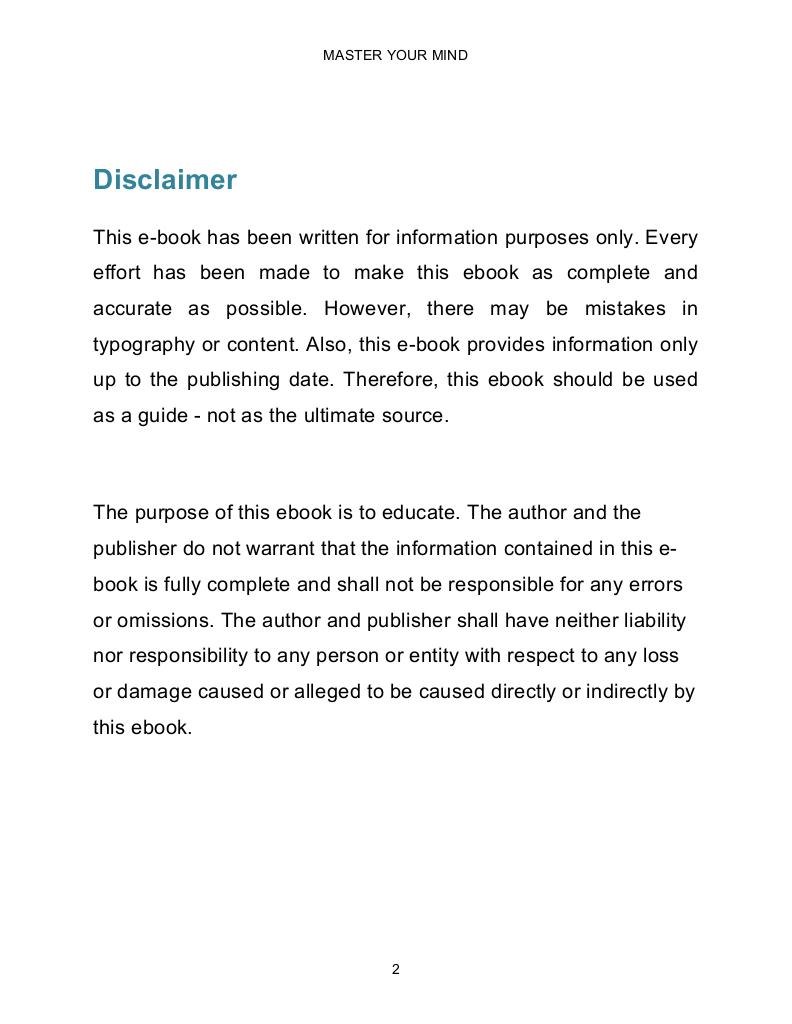 MASTER YOUR MIND
Disclaimer
This e-book has been written for information purposes only. Every
effort has been made to make this ebook as complete and
accurate as possible. However, there may be mistakes in
typography or content. Also, this e-book provides information only
up to the publishing date. Therefore, this ebook should be used
as a guide - not as the ultimate source.
The purpose of this ebook is to educate. The author and the
publisher do not warrant that the information contained in this e-
book is fully complete and shall not be responsible for any errors
or omissions. The author and publisher shall have neither liability
nor responsibility to any person or entity with respect to any loss
or damage caused or alleged to be caused directly or indirectly by
this ebook.
2